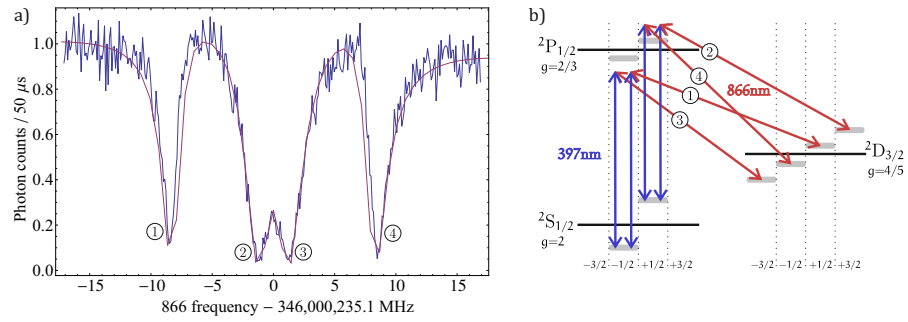 a)
Photon counts / 50 μs
1.0
0.8
0.6
0.4
0.2
0.0
1
2
3
4
−15 −10 −5 0 5 10 15
866 frequency − 346,000,235.1 MHz
b)
²P₁/₂
g=2/3
2
4
866nm
1
3
397nm
²D₃/₂
g=4/5
²S₁/₂
g=2
−3/2 −1/2 +1/2 +3/2
−3/2 −1/2 +1/2 +3/2